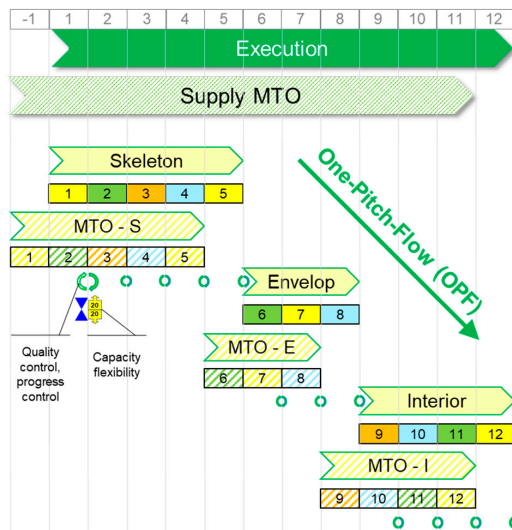 -1 1 2 3 4 5 6 7 8 9 10 11 12
Execution
Supply MTO
Skeleton
1 2 3 4 5
MTO - S
1 2 3 4 5
One-Pitch-Flow (OPF)
20
20
Quality
control,
progress
control
Capacity
flexibility
Envelop
6 7 8
MTO - E
6 7 8
Interior
9 10 11 12
MTO - I
9 10 11 12